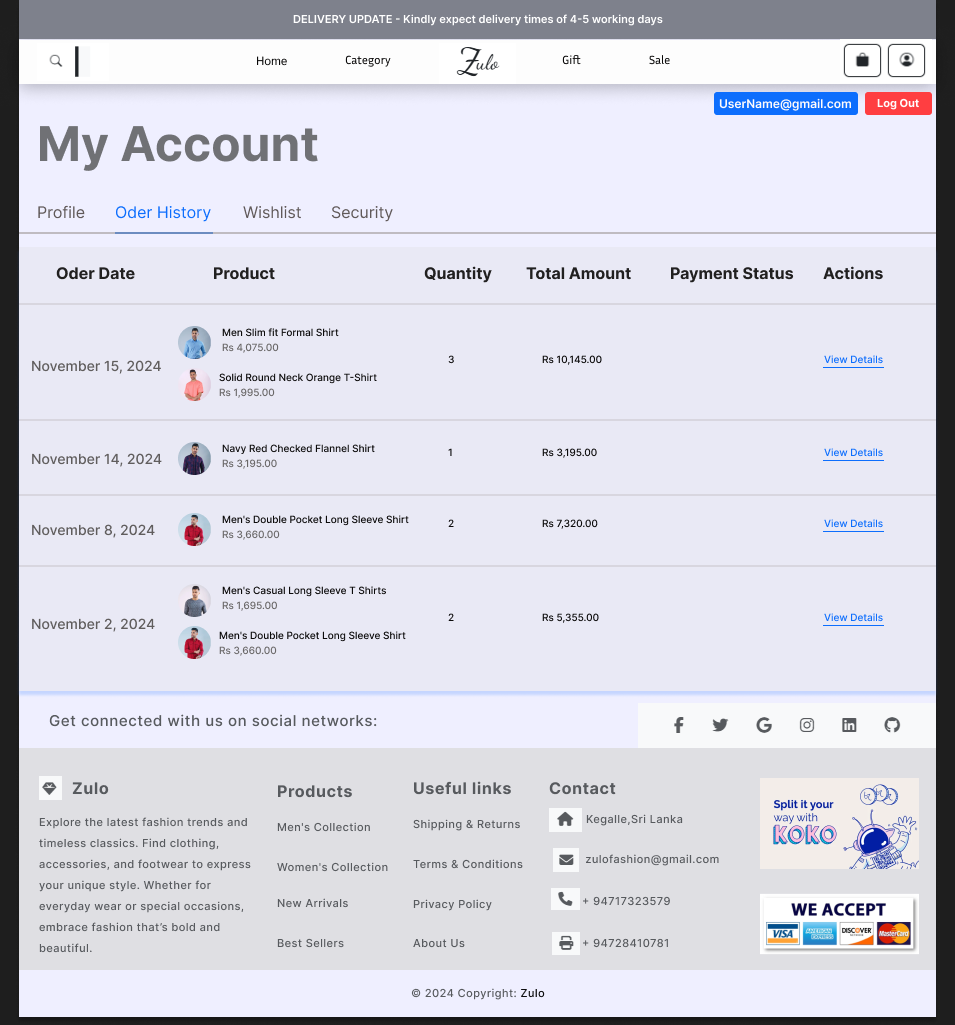 DELIVERY UPDATE - Kindly expect delivery times of 4-5 working days
Home Category Zulo Gift Sale
UserName@gmail.com Log Out
My Account
Profile Oder History Wishlist Security
Oder Date Product Quantity Total Amount Payment Status Actions
November 15, 2024
Men Slim fit Formal Shirt
Rs 4,075.00
Solid Round Neck Orange T-Shirt
Rs 1,995.00
3 Rs 10,145.00 View Details
November 14, 2024
Navy Red Checked Flannel Shirt
Rs 3,195.00
1 Rs 3,195.00 View Details
November 8, 2024
Men's Double Pocket Long Sleeve Shirt
Rs 3,660.00
2 Rs 7,320.00 View Details
November 2, 2024
Men's Casual Long Sleeve T Shirts
Rs 1,695.00
Men's Double Pocket Long Sleeve Shirt
Rs 3,660.00
2 Rs 5,355.00 View Details
Get connected with us on social networks:
Zulo
Explore the latest fashion trends and
timeless classics. Find clothing,
accessories, and footwear to express
your unique style. Whether for
everyday wear or special occasions,
embrace fashion that's bold and
beautiful.
Products
Men's Collection
Women's Collection
New Arrivals
Best Sellers
Useful links
Shipping & Returns
Terms & Conditions
Privacy Policy
About Us
Contact
Kegalle,Sri Lanka
zulofashion@gmail.com
+ 94717323579
+ 94728410781
Split it your
way with
KOKO
WE ACCEPT
VISA AMERICAN EXPRESS DISCOVER MasterCard
© 2024 Copyright: Zulo